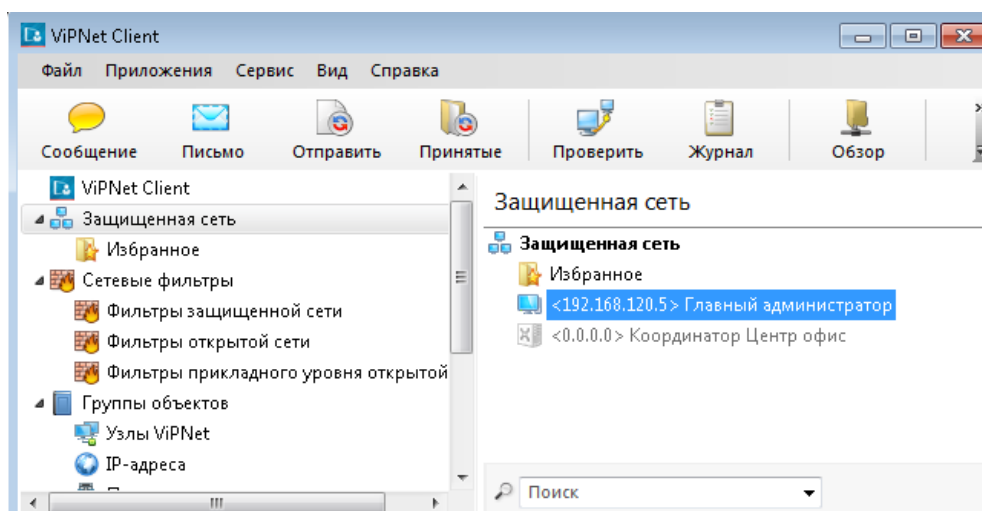 ViPNet Client
Файл Приложения Сервис Вид Справка
Сообщение Письмо Отправить Принятые Проверить Журнал Обзор
ViPNet Client
Защищенная сеть
Избранное
Сетевые фильтры
Фильтры защищенной сети
Фильтры открытой сети
Фильтры прикладного уровня открытой
Группы объектов
Узлы ViPNet
IP-адреса
Защищенная сеть
Защищенная сеть
Избранное
<192.168.120.5> Главный администратор
<0.0.0.0> Координатор Центр офис
Поиск